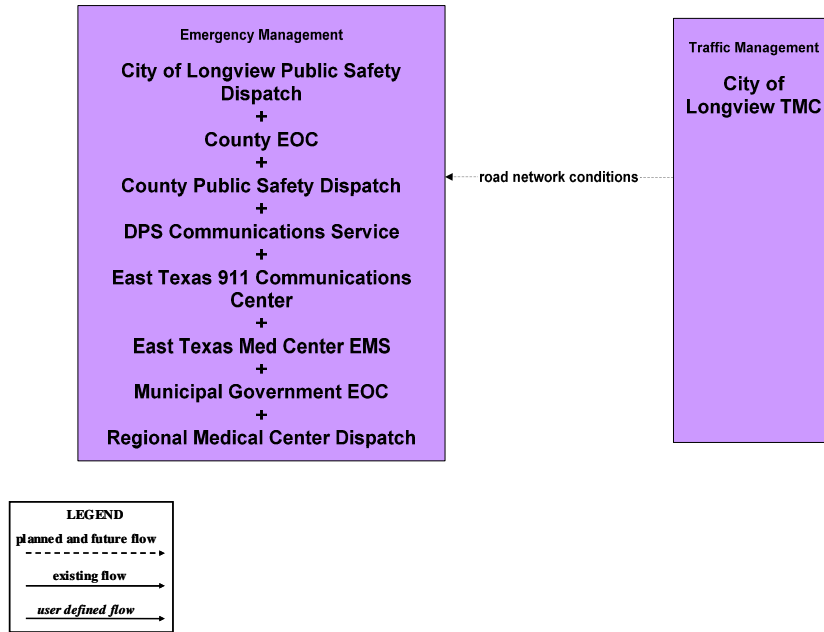 Emergency Management
City of Longview Public Safety
Dispatch
+
County EOC
+
County Public Safety Dispatch
+
DPS Communications Service
+
East Texas 911 Communications
Center
+
East Texas Med Center EMS
+
Municipal Government EOC
+
Regional Medical Center Dispatch
road network conditions
Traffic Management
City of
Longview TMC
LEGEND
planned and future flow
existing flow
user defined flow